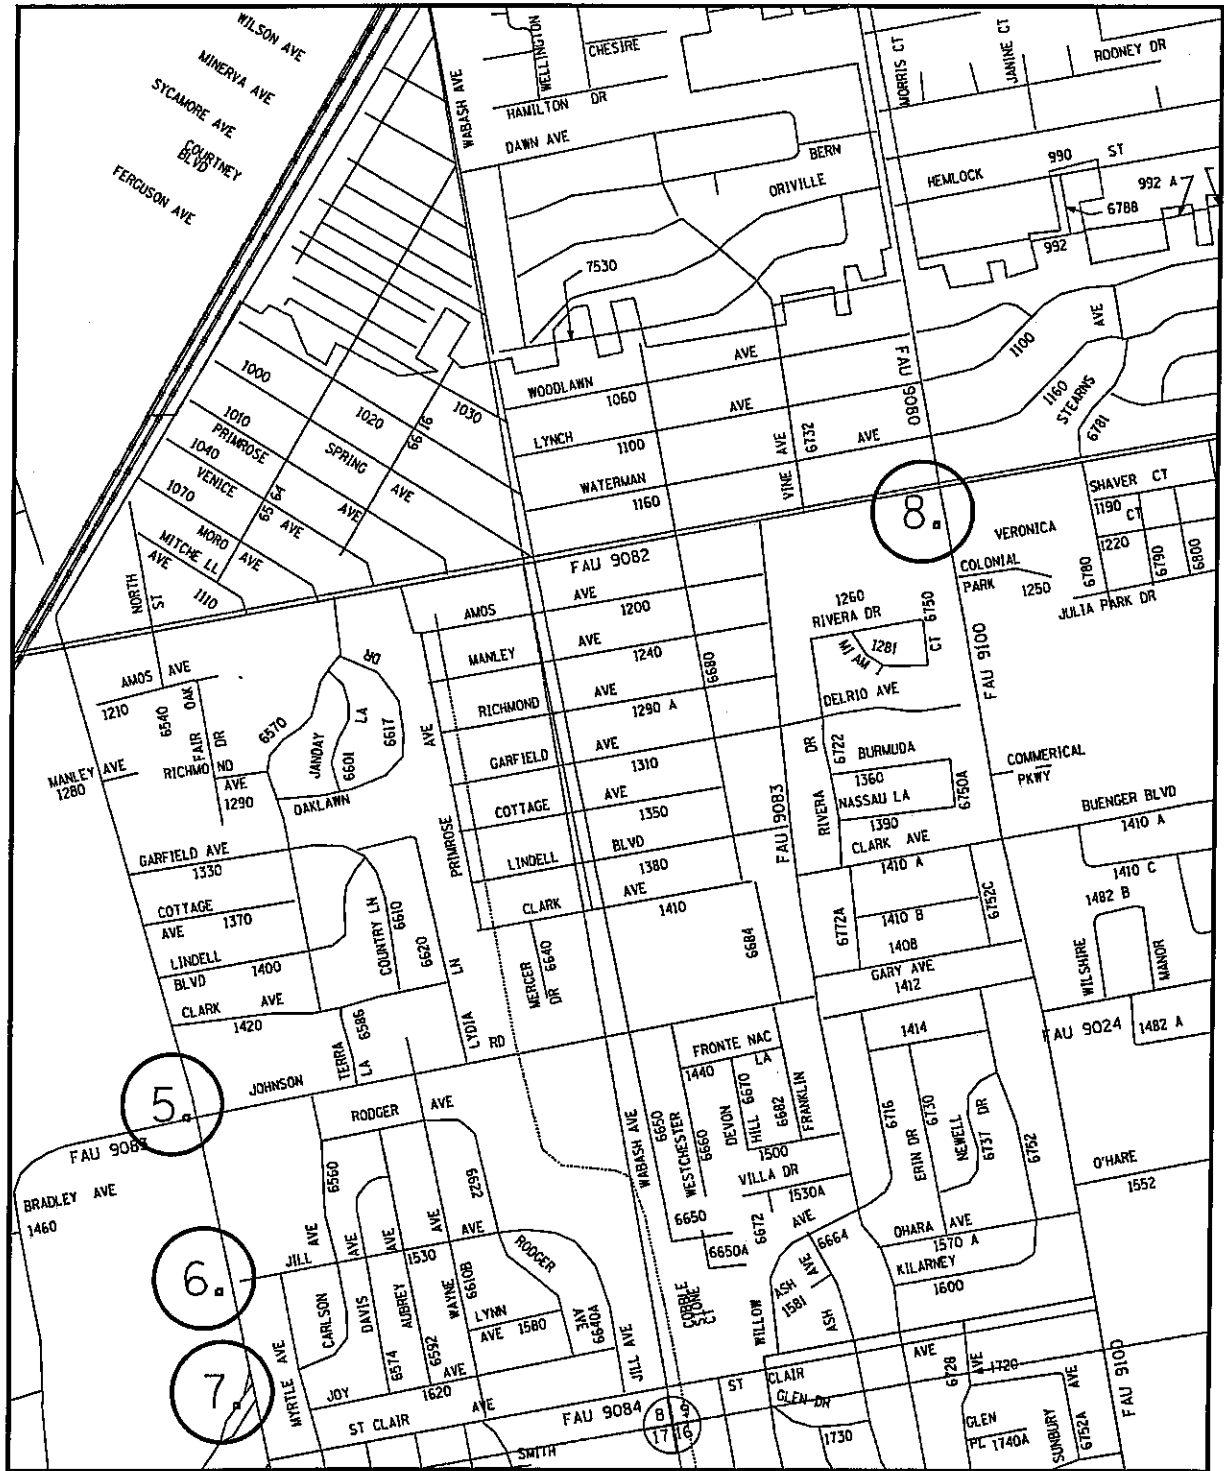 WILSON AVE
MINERVA AVE
SYCAMORE AVE
COURTNEY
BLVD
FERGUSON AVE
WABASH AVE
WELLINGTON
CHESIRE
HAMILTON DR
DAWN AVE
BERN
ORIVILLE
MORRIS CT
JANINE CT
RODNEY DR
HEMLOCK
990 ST
992 A
6788
992
7530
1000
1010
PRIMROSE
AVE
1020
1030
6616
1040
VENICE
AVE
SPRING
AVE
1070
MORO AVE
6564
MITCHE LL
AVE
1110
NORTH
ST
WOODLAWN
AVE
1060
LYNCH
AVE
1100
WATERMAN
AVE
1160
VINE AVE
6732
FAU 9080
1100
1160
STEARNS
AVE
6781
8.
SHAVER CT
1190
CT
VERONICA
1220
6780
6790
6800
COLONIAL
PARK 1250
JULIA PARK DR
FAU 9082
AMOS
AVE
1200
MANLEY
AVE
1240
6680
RICHMOND
AVE
1290 A
GARFIELD
AVE
1310
COTTAGE
AVE
1350
LINDELL
BLVD
1380
CLARK
AVE
1410
PRIMROSE
AVE
FAU 9083
1260
RIVERA DR
6750
CT
MI AM
1281
DELRIO AVE
FAU 9100
RIVERA
DR
6722
BURMUDA
1360
NASSAU LA
6750A
1390
CLARK AVE
1410 A
COMMERICAL
PKWY
BUENGER BLVD
1410 A
1410 C
AMOS AVE
1210
6540
OAK
FAIR DR
MANLEY AVE
1280
RICHMO ND
AVE
1290
6570
DR
JANDAY
LA
6601
6617
OAKLAWN
GARFIELD AVE
1330
COTTAGE
AVE 1370
LINDELL
BLVD 1400
CLARK AVE
1420
COUNTRY LN
6610
6620
LYDIA
LN
MERCER
DR
6640
6684
6772A
1410 B
1408
6752C
GARY AVE
1412
1414
1482 B
WILSHIRE
MANOR
FAU 9024
1482 A
5.
JOHNSON
RD
TERRA
LA
6586
FAU 9083
BRADLEY AVE
1460
RODGER AVE
6560
6622
WABASH AVE
6650
FRONTE NAC
LA
1440
WESTCHESTER
6660
DEVON
HILL
6670
6682
FRANKLIN
1500
VILLA DR
1530A
6650
6650A
6672
6716
ERIN DR
6730
NEWELL
DR
6737
6752
O'HARE
1552
OHARA AVE
1570 A
KILARNEY
1600
6.
JILL
AVE
1530
AVE
AVE
AVE
AVE
RODGER
AVE
6640A
CARLSON
DAVIS
AUBREY
WAYNE
6610B
LYNN
AVE 1580
6574
6592
JILL AVE
COBBLE
STONE
CT
WILLOW
AVE
6664
ASH
AVE
1581
ASH
7.
MYRTLE AVE
JOY
1620
AVE
ST CLAIR
AVE
FAU 9084
8 9
17 16
SMITH
ST CLAIR
AVE
GLEN DR
1730
6728
AVE
1720
GLEN
PL 1740A
SUNBURY
AVE
6752A
FAU 9100